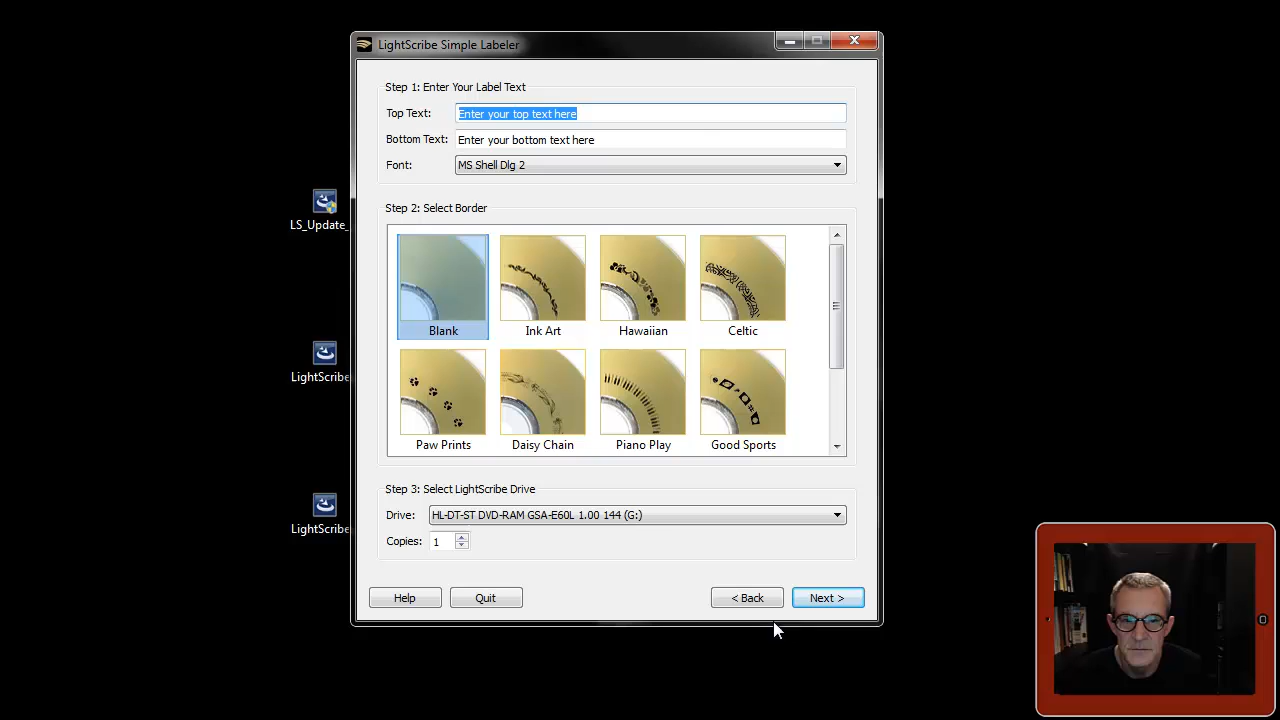 LightScribe Simple Labeler
Step 1: Enter Your Label Text
Top Text: Enter your top text here
Bottom Text: Enter your bottom text here
Font: MS Shell Dlg 2
Step 2: Select Border
LS_Update_
Blank Ink Art Hawaiian Celtic
LightScribe
Paw Prints Daisy Chain Piano Play Good Sports
Step 3: Select LightScribe Drive
Drive: HL-DT-ST DVD-RAM GSA-E60L 1.00 144 (G:)
LightScribe
Copies: 1
Help Quit < Back Next >